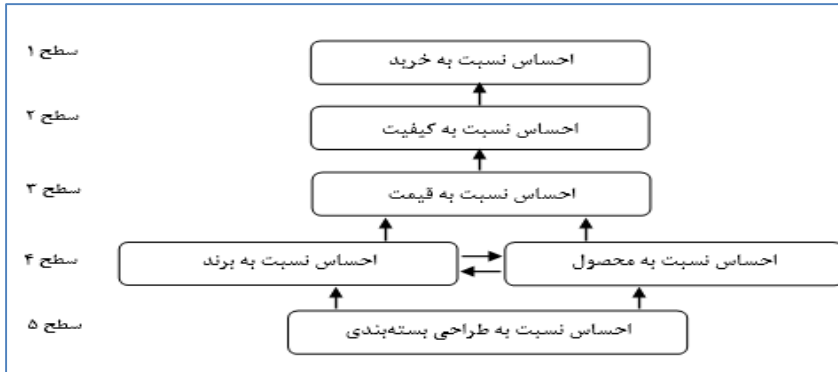 سطح ۱
احساس نسبت به خرید
سطح ۲
احساس نسبت به کیفیت
سطح ۳
احساس نسبت به قیمت
سطح ۴
احساس نسبت به محصول
احساس نسبت به برند
سطح ۵
احساس نسبت به طراحی بسته‌بندی